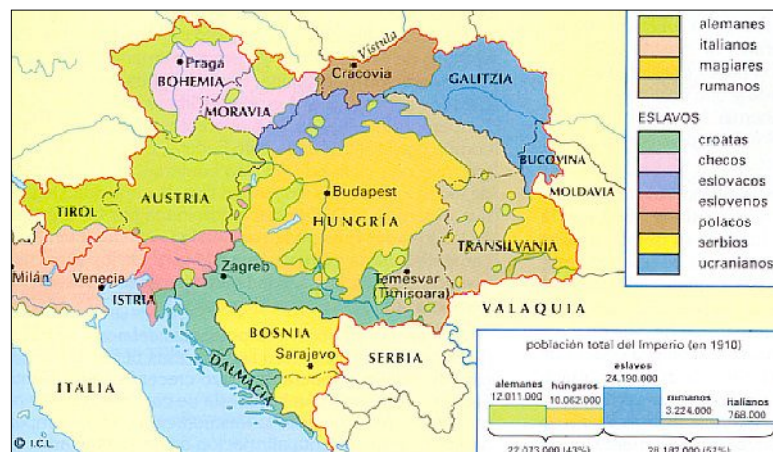 Praga
BOHEMIA
MORAVIA
Vístula
Cracovia
GALITZIA
BUCOVINA
MOLDAVIA
AUSTRIA
TIROL
Budapest
HUNGRÍA
TRANSILVANIA
Milán
Venecia
ISTRIA
Zagreb
Temesvar
(Timisoara)
VALAQUIA
BOSNIA
Sarajevo
DALMACIA
SERBIA
ITALIA
© I.C.L.
alemanes
italianos
magiares
rumanos
ESLAVOS
croatas
checos
eslovacos
eslovenos
polacos
serbios
ucranianos
población total del Imperio (en 1910)
alemanes
12.011.000
húngaros
10.062.000
eslavos
24.190.000
rumanos
3.224.000
italianos
768.000
22.073.000 (43%)